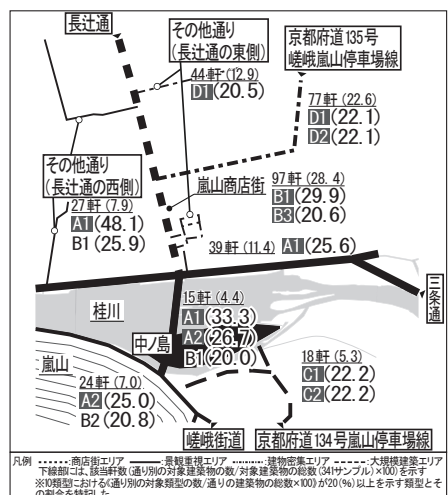 長辻通
その他通り
(長辻通の東側)
京都府道135号
嵯峨嵐山停車場線
44軒(12.9)
D1(20.5)
77軒(22.6)
D1(22.1)
D2(22.1)
その他通り
(長辻通の西側)
27軒(7.9)
A1(48.1)
B1(25.9)
嵐山商店街
97軒(28.4)
B1(29.9)
B3(20.6)
39軒(11.4) A1(25.6)
三条通
桂川
15軒(4.4)
A1(33.3)
A2(26.7)
B1(20.0)
中ノ島
嵐山
24軒(7.0)
A2(25.0)
B2(20.8)
18軒(5.3)
C1(22.2)
C2(22.2)
嵯峨街道
京都府道134号嵐山停車場線
凡例 :商店街エリア :景観重視エリア :建物密集エリア :大規模建築エリア
下線部には、該当軒数(通り別の対象建築物の数/対象建築物の総数(341サンプル)×100)を示す
※10類型における《通り別の対象類型の数/通りの建築物の総数×100》が20(%)以上を示す類型とそ
の割合を特記した